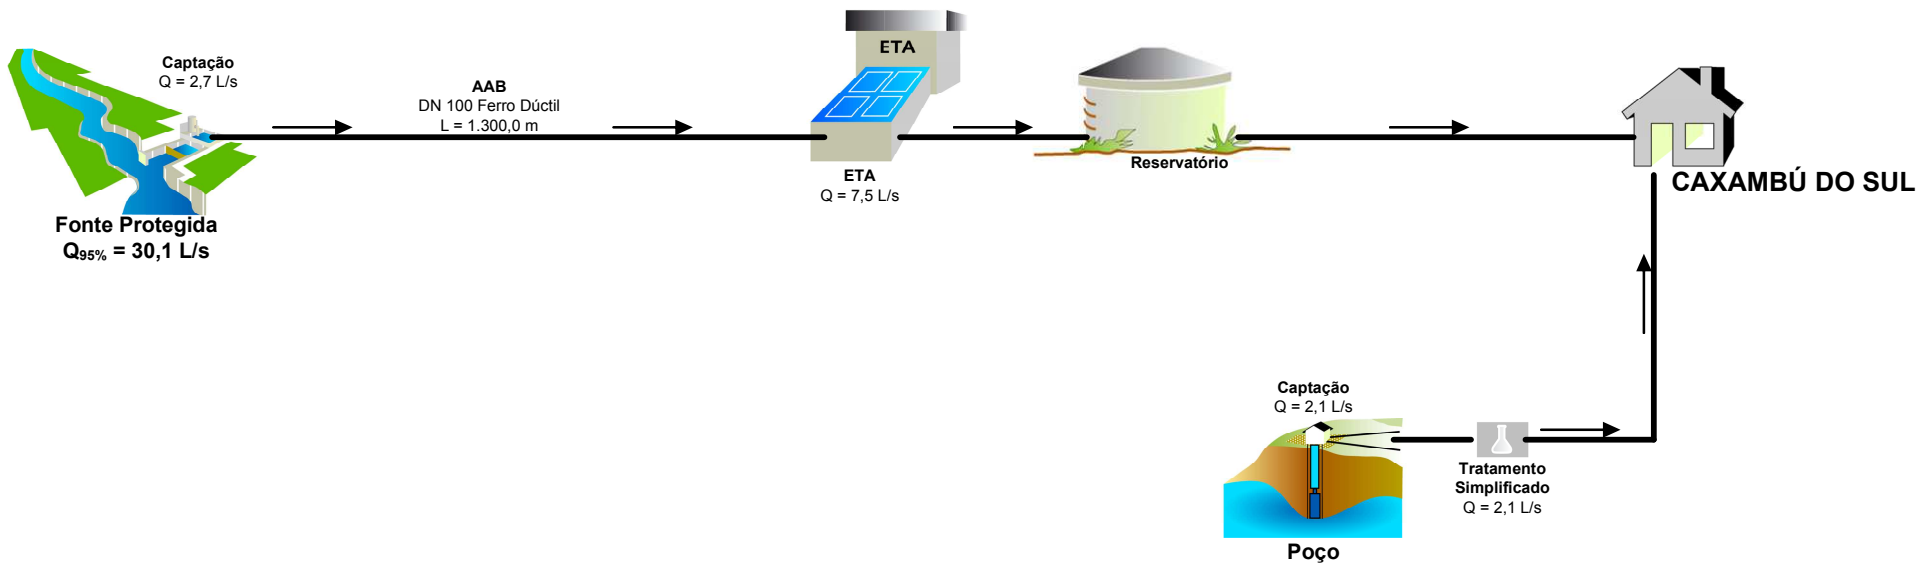 Captação
Q = 2,7 L/s
AAB
DN 100 Ferro Dúctil
L = 1.300,0 m
ETA
ETA
Q = 7,5 L/s
Reservatório
CAXAMBÚ DO SUL
Fonte Protegida
Q95% = 30,1 L/s
Captação
Q = 2,1 L/s
Tratamento
Simplificado
Q = 2,1 L/s
Poço